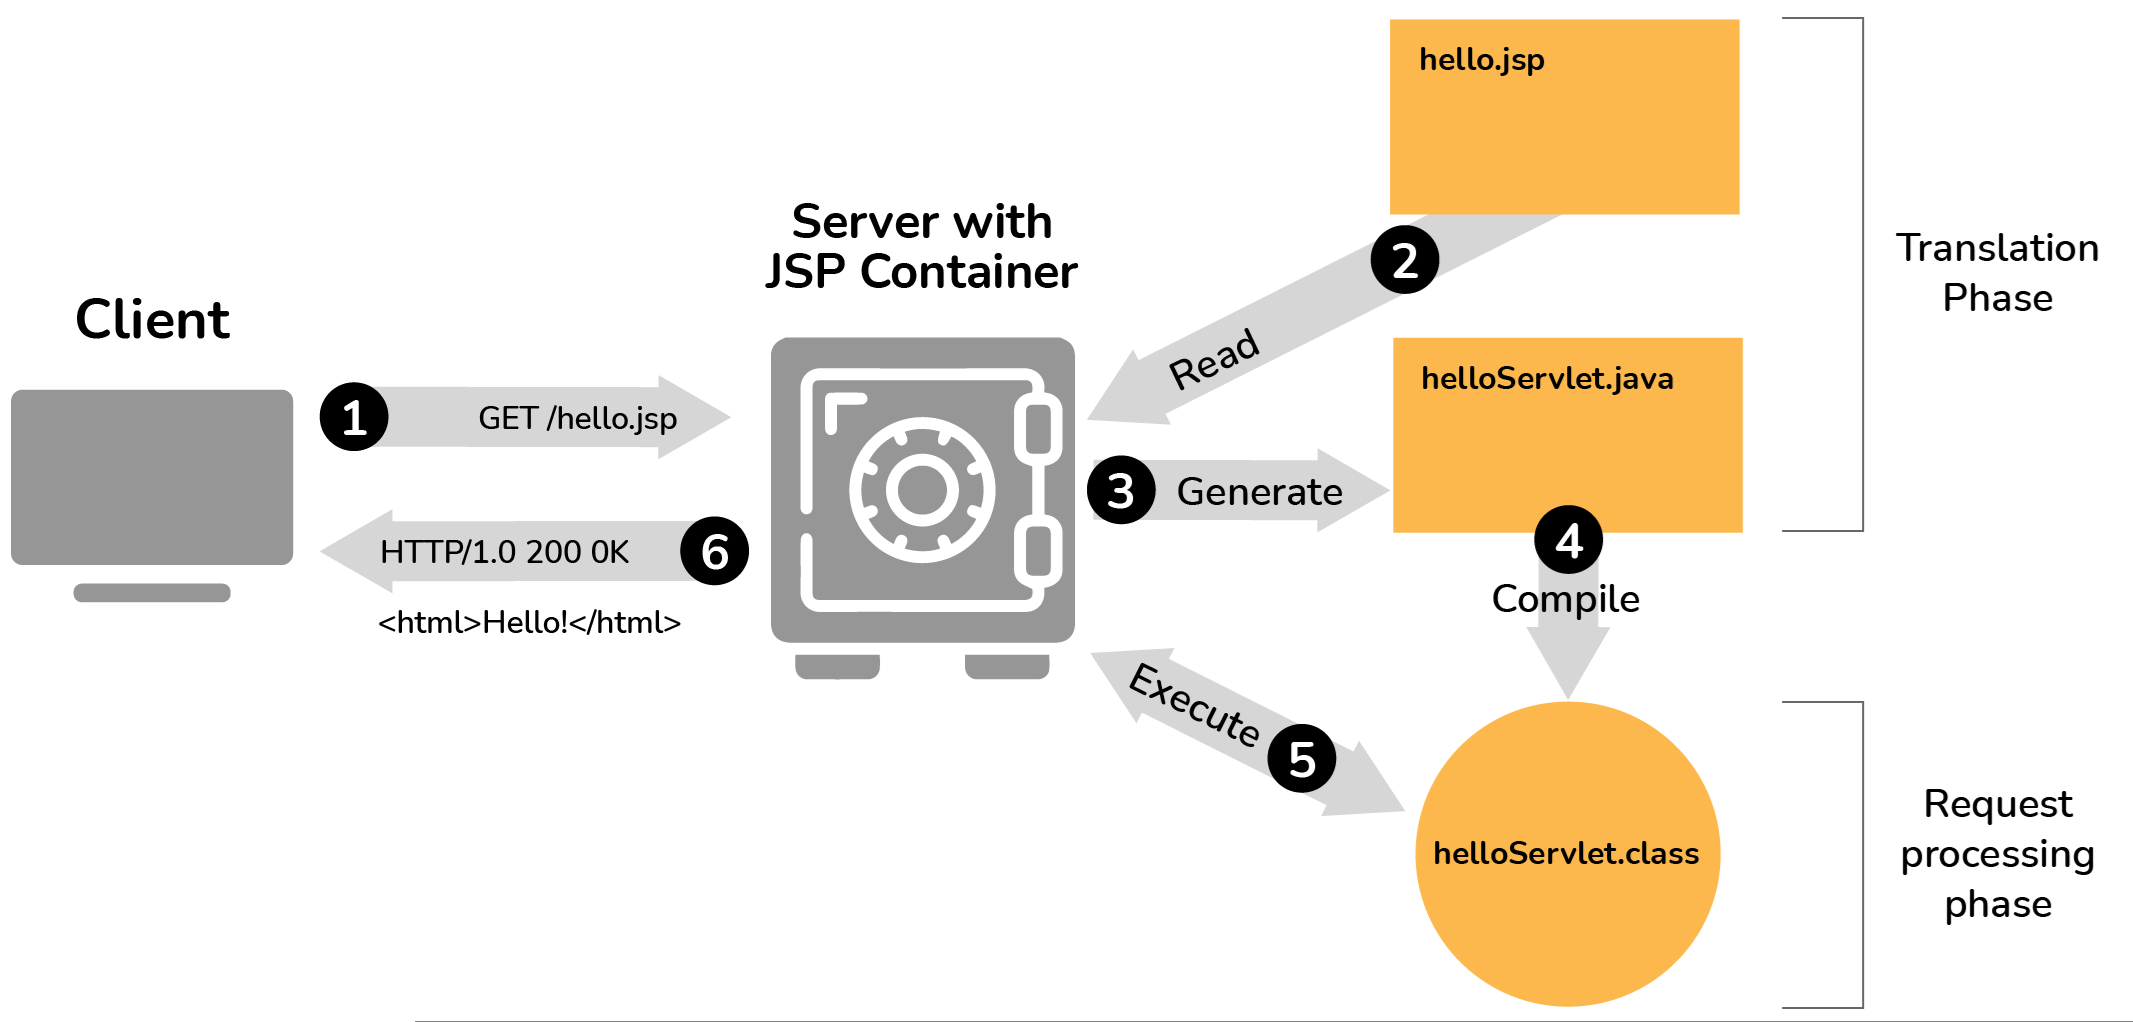 hello.jsp
Server with
JSP Container
Client
Translation
Phase
2
Read
helloServlet.java
1
GET /hello.jsp
3
Generate
4
Compile
HTTP/1.0 200 0K
6
<html>Hello!</html>
Execute
5
helloServlet.class
Request
processing
phase